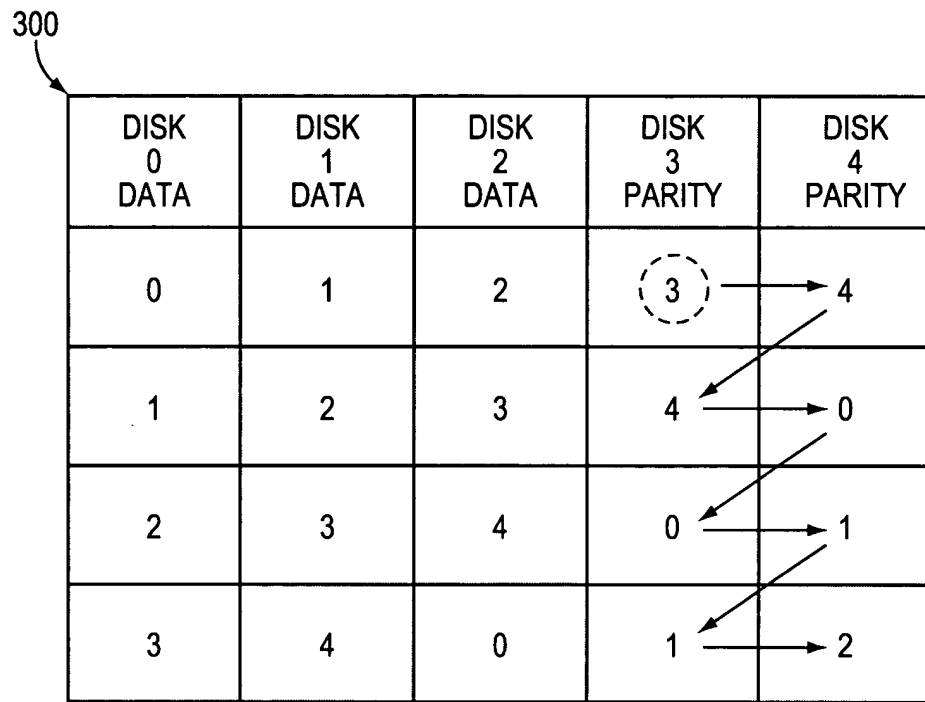 300
DISK 0 DATA DISK 1 DATA DISK 2 DATA DISK 3 PARITY DISK 4 PARITY
0 1 2 3 4
1 2 3 4 0
2 3 4 0 1
3 4 0 1 2